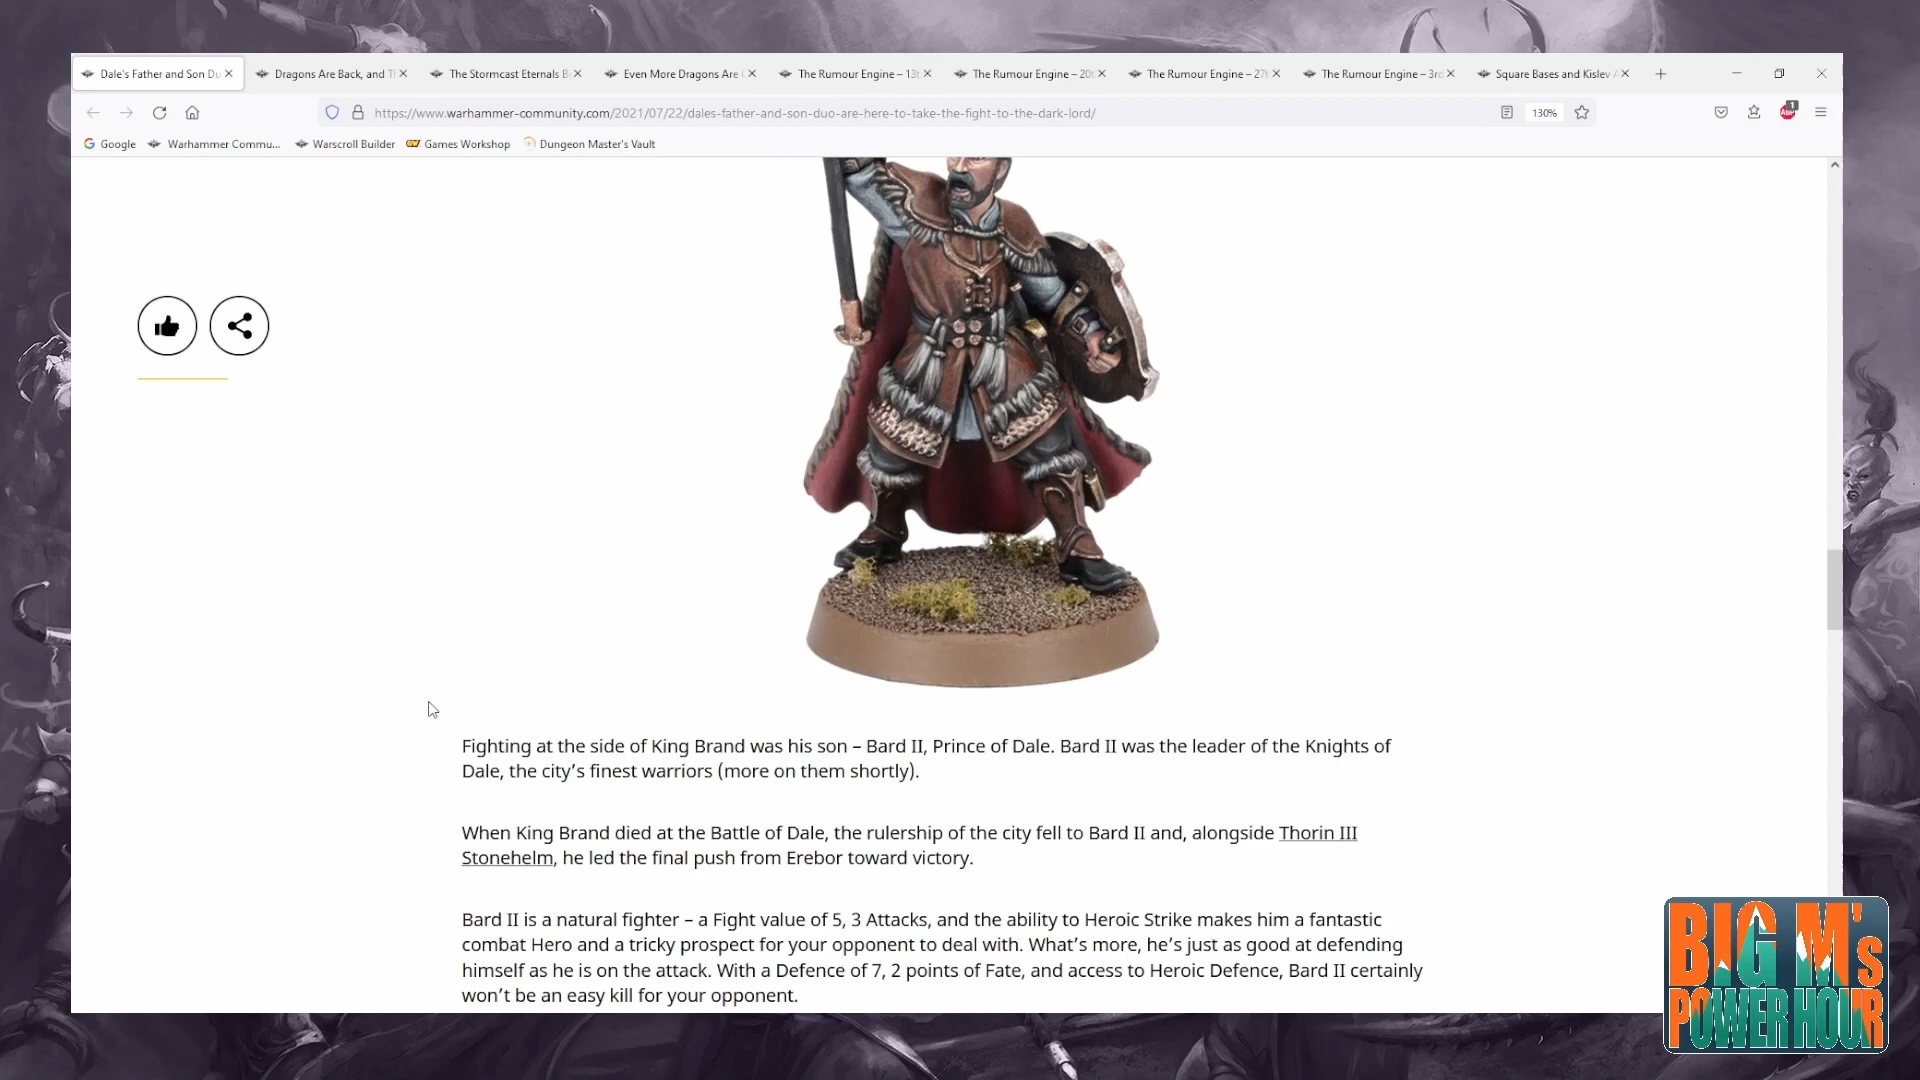 Dale's Father and Son Du
Dragons Are Back, and T
The Stormcast Eternals B
Even More Dragons Are
The Rumour Engine – 13t
The Rumour Engine – 20t
The Rumour Engine – 27t
The Rumour Engine – 3rd
Square Bases and Kislev A
https://www.warhammer-community.com/2021/07/22/dales-father-and-son-duo-are-here-to-take-the-fight-to-the-dark-lord/
130%
1
Google
Warhammer Commu...
Warscroll Builder
Games Workshop
Dungeon Master's Vault
Fighting at the side of King Brand was his son – Bard II, Prince of Dale. Bard II was the leader of the Knights of
Dale, the city's finest warriors (more on them shortly).
When King Brand died at the Battle of Dale, the rulership of the city fell to Bard II and, alongside Thorin III
Stonehelm, he led the final push from Erebor toward victory.
Bard II is a natural fighter – a Fight value of 5, 3 Attacks, and the ability to Heroic Strike makes him a fantastic
combat Hero and a tricky prospect for your opponent to deal with. What's more, he's just as good at defending
himself as he is on the attack. With a Defence of 7, 2 points of Fate, and access to Heroic Defence, Bard II certainly
won't be an easy kill for your opponent.
BIG M's
POWER HOUR